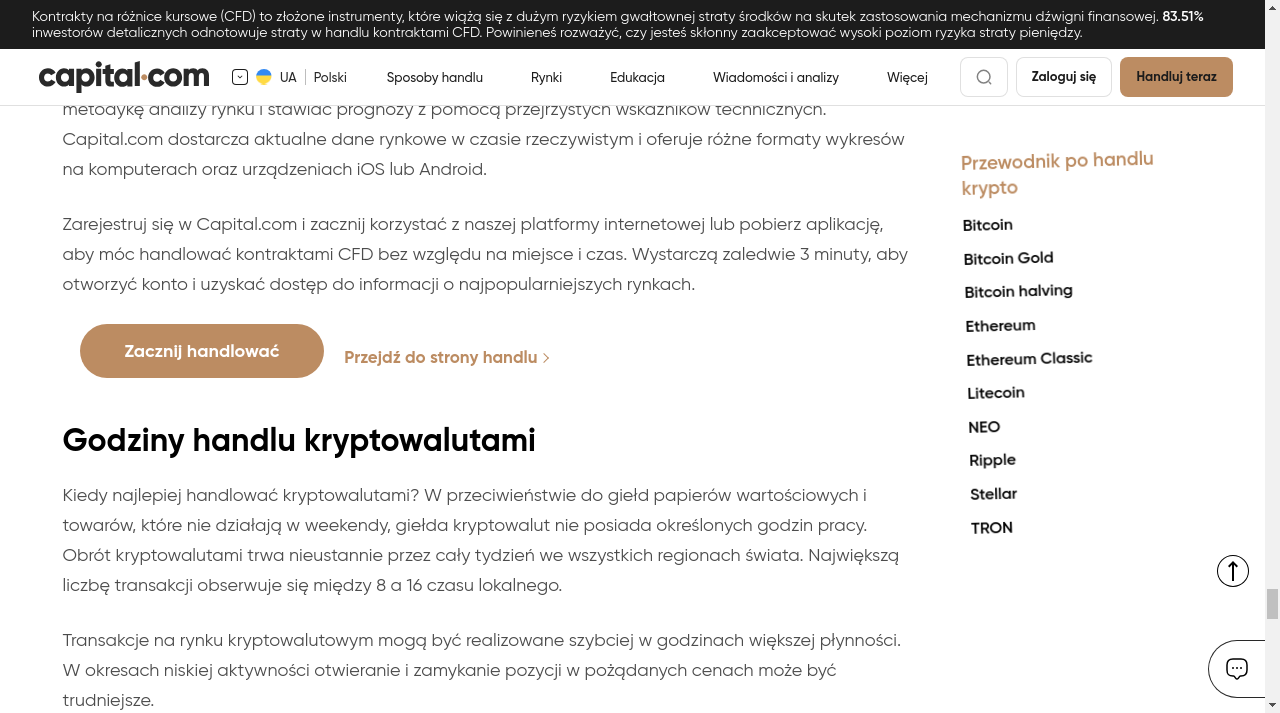 Kontrakty na różnice kursowe (CFD) to złożone instrumenty, które wiążą się z dużym ryzykiem gwałtownej straty środków na skutek zastosowania mechanizmu dźwigni finansowej. 83.51%
inwestorów detalicznych odnotowuje straty w handlu kontraktami CFD. Powinieneś rozważyć, czy jesteś skłonny zaakceptować wysoki poziom ryzyka straty pieniędzy.
capital.com
UA
Polski
Sposoby handlu
Rynki
Edukacja
Wiadomości i analizy
Więcej
Zaloguj się
Handluj teraz
metodykę analizy rynku i stawiać prognozy z pomocą przejrzystych wskaźników technicznych.
Capital.com dostarcza aktualne dane rynkowe w czasie rzeczywistym i oferuje różne formaty wykresów
na komputerach oraz urządzeniach iOS lub Android.
Zarejestruj się w Capital.com i zacznij korzystać z naszej platformy internetowej lub pobierz aplikację,
aby móc handlować kontraktami CFD bez względu na miejsce i czas. Wystarczą zaledwie 3 minuty, aby
otworzyć konto i uzyskać dostęp do informacji o najpopularniejszych rynkach.
Zacznij handlować
Przejdź do strony handlu
Godziny handlu kryptowalutami
Kiedy najlepiej handlować kryptowalutami? W przeciwieństwie do giełd papierów wartościowych i
towarów, które nie działają w weekendy, giełda kryptowalut nie posiada określonych godzin pracy.
Obrót kryptowalutami trwa nieustannie przez cały tydzień we wszystkich regionach świata. Największą
liczbę transakcji obserwuje się między 8 a 16 czasu lokalnego.
Transakcje na rynku kryptowalutowym mogą być realizowane szybciej w godzinach większej płynności.
W okresach niskiej aktywności otwieranie i zamykanie pozycji w pożądanych cenach może być
trudniejsze.
Przewodnik po handlu
krypto
Bitcoin
Bitcoin Gold
Bitcoin halving
Ethereum
Ethereum Classic
Litecoin
NEO
Ripple
Stellar
TRON